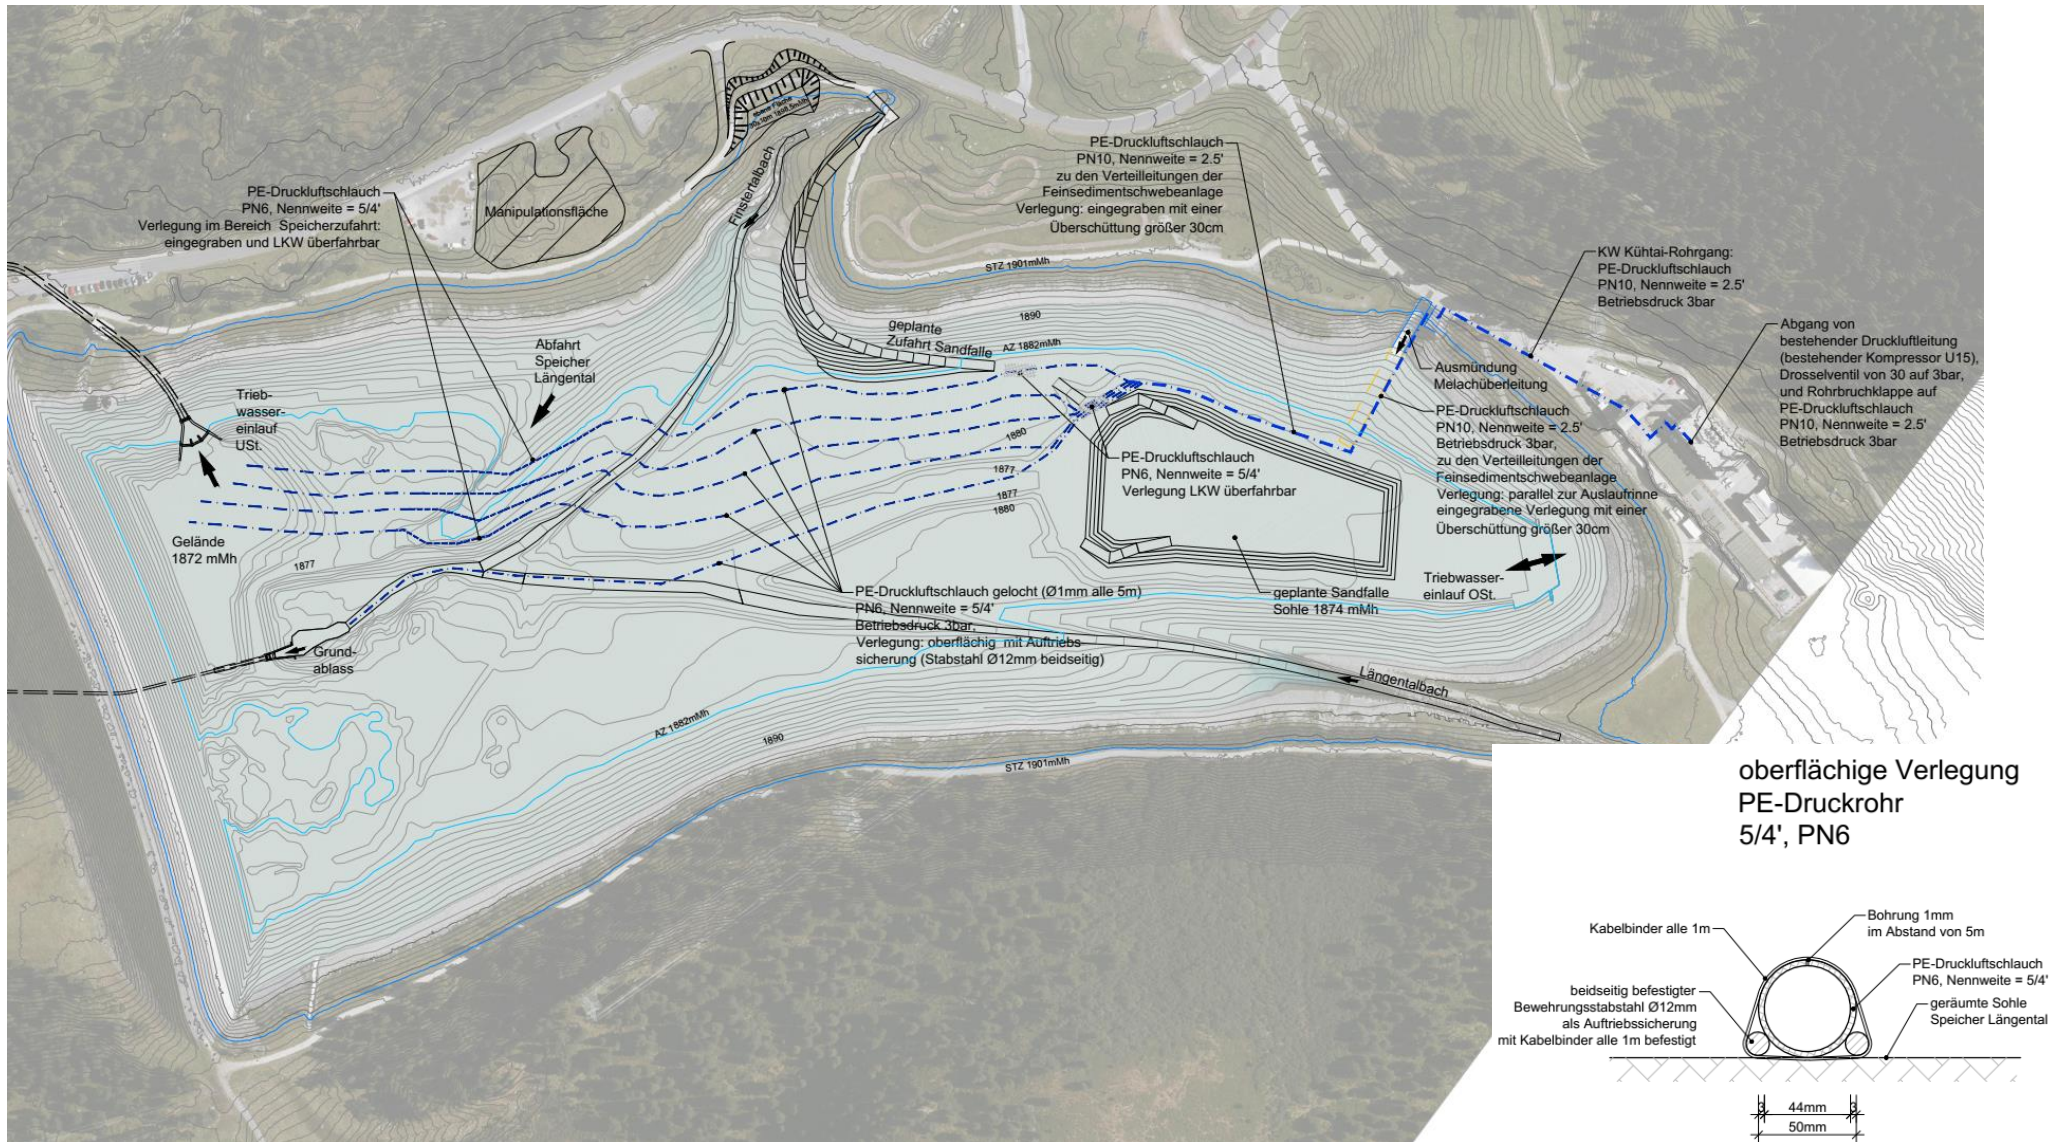 ebene Fläche
PE-Druckluftschlauch
PN6, Nennweite = 5/4'
Verlegung im Bereich Speicherzufahrt:
eingegraben und LKW überfahrbar
Manipulationsfläche
Finstertalbach
PE-Druckluftschlauch
PN10, Nennweite = 2.5'
zu den Verteilleitungen der
Feinsedimentschwebeanlage
Verlegung: eingegraben mit einer
Überschüttung größer 30cm
STZ 1901mMh
KW Kühtai-Rohrgang:
PE-Druckluftschlauch
PN10, Nennweite = 2.5'
Betriebsdruck 3bar
Abgang von
bestehender Druckluftleitung
(bestehender Kompressor U15),
Drosselventil von 30 auf 3bar,
und Rohrbruchklappe auf
PE-Druckluftschlauch
PN10, Nennweite = 2.5'
Betriebsdruck 3bar
1890
geplante
Zufahrt Sandfalle
AZ 1882mMh
Abfahrt
Speicher
Längental
Trieb-
wasser-
einlauf
USt.
Ausmündung
Melachüberleitung
PE-Druckluftschlauch
PN10, Nennweite = 2.5'
Betriebsdruck 3bar,
zu den Verteilleitungen der
Feinsedimentschwebeanlage
Verlegung: parallel zur Auslaufrinne
eingegrabene Verlegung mit einer
Überschüttung größer 30cm
1880
1877
1877
1880
PE-Druckluftschlauch
PN6, Nennweite = 5/4'
Verlegung LKW überfahrbar
Gelände
1872 mMh
1877
PE-Druckluftschlauch gelocht (Ø1mm alle 5m)
PN6, Nennweite = 5/4'
Betriebsdruck 3bar,
Verlegung: oberflächig mit Auftriebs
sicherung (Stabstahl Ø12mm beidseitig)
geplante Sandfalle
Sohle 1874 mMh
Triebwasser-
einlauf OSt.
Grund-
ablass
Längentalbach
AZ 1882mMh
1890
STZ 1901mMh
oberflächige Verlegung
PE-Druckrohr
5/4', PN6
Kabelbinder alle 1m
Bohrung 1mm
im Abstand von 5m
PE-Druckluftschlauch
PN6, Nennweite = 5/4'
beidseitig befestigter
Bewehrungsstabstahl Ø12mm
als Auftriebssicherung
mit Kabelbinder alle 1m befestigt
geräumte Sohle
Speicher Längental
3
44mm
3
50mm